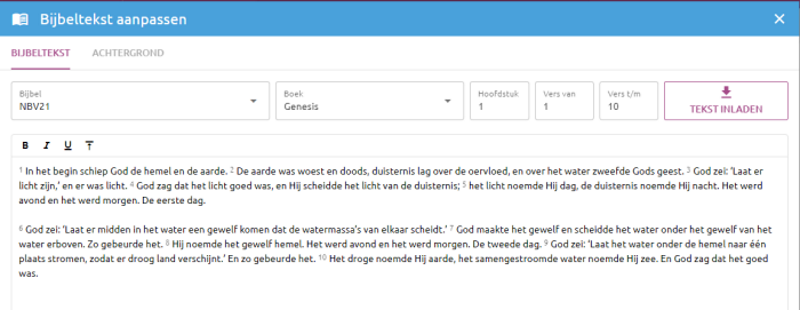 Bijbeltekst aanpassen
BIJBELTEKST ACHTERGROND
Bijbel Boek Hoofdstuk Vers van Vers t/m
NBV21 Genesis 1 1 10 TEKST INLADEN
B I U T
1 In het begin schiep God de hemel en de aarde. 2 De aarde was woest en doods, duisternis lag over de oervloed, en over het water zweefde Gods geest. 3 God zei: 'Laat er
licht zijn,' en er was licht. 4 God zag dat het licht goed was, en Hij scheidde het licht van de duisternis; 5 het licht noemde Hij dag, de duisternis noemde Hij nacht. Het werd
avond en het werd morgen. De eerste dag.
6 God zei: 'Laat er midden in het water een gewelf komen dat de watermassa's van elkaar scheidt.' 7 God maakte het gewelf en scheidde het water onder het gewelf van het
water erboven. Zo gebeurde het. 8 Hij noemde het gewelf hemel. Het werd avond en het werd morgen. De tweede dag. 9 God zei: 'Laat het water onder de hemel naar één
plaats stromen, zodat er droog land verschijnt.' En zo gebeurde het. 10 Het droge noemde Hij aarde, het samengestroomde water noemde Hij zee. En God zag dat het goed
was.